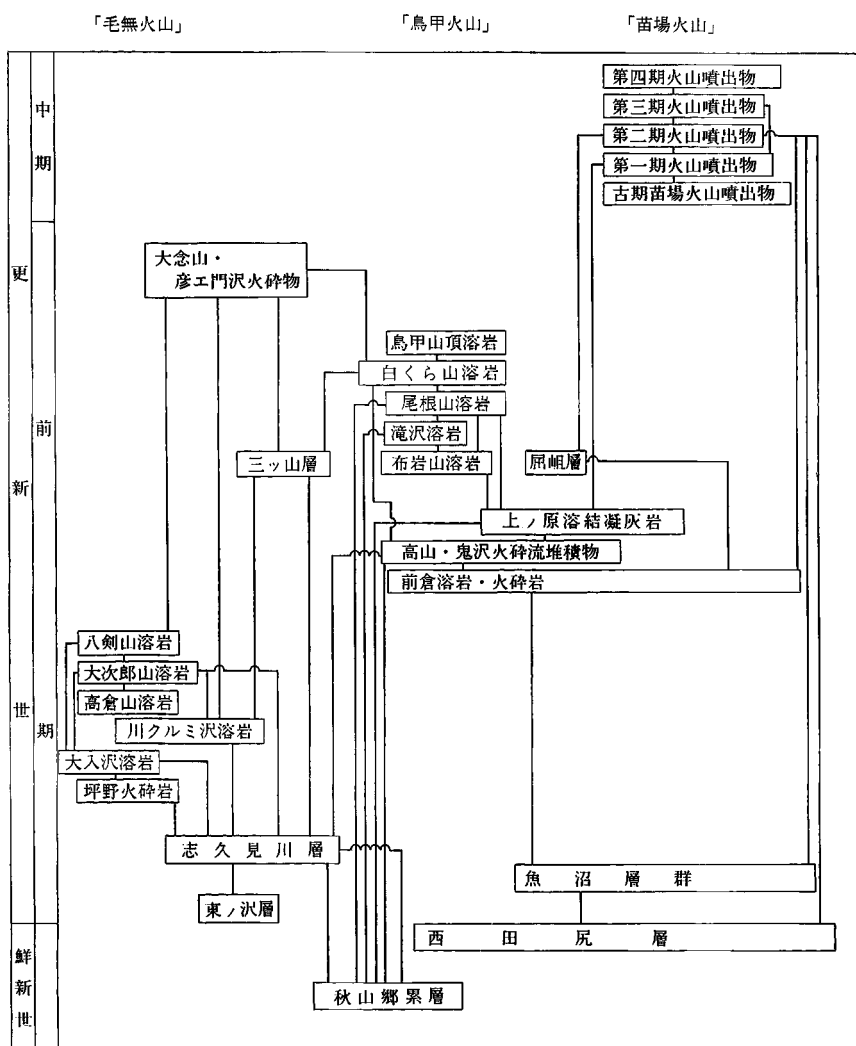 「毛無火山」
「鳥甲火山」
「苗場火山」
更新世
中期
前期
鮮新世
第四期火山噴出物
第三期火山噴出物
第二期火山噴出物
第一期火山噴出物
古期苗場火山噴出物
大念山・
彦エ門沢火砕物
鳥甲山頂溶岩
白くら山溶岩
尾根山溶岩
滝沢溶岩
布岩山溶岩
三ッ山層
上ノ原溶結凝灰岩
高山・鬼沢火砕流堆積物
前倉溶岩・火砕岩
八剣山溶岩
大次郎山溶岩
高倉山溶岩
川クルミ沢溶岩
大入沢溶岩
坪野火砕岩
志久見川層
魚沼層群
東ノ沢層
西田尻層
秋山郷累層